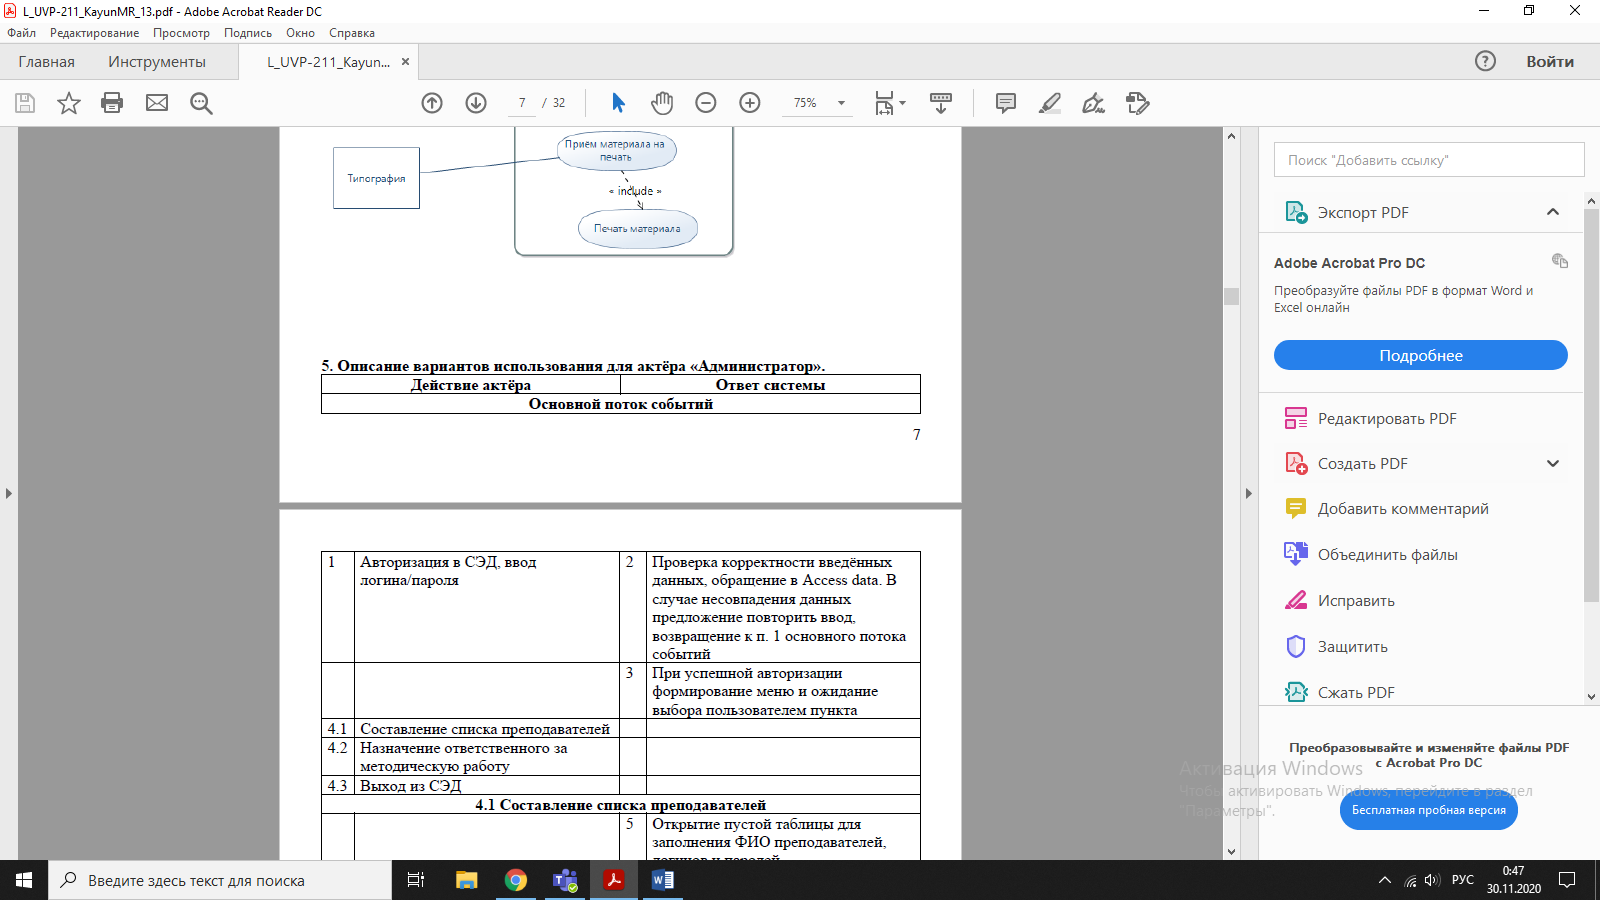 L_UVP-211_KayunMR_13.pdf - Adobe Acrobat Reader DC
Файл Редактирование Просмотр Подпись Окно Справка
Главная Инструменты L_UVP-211_Kayun... × Войти
7 / 32 75%
Прием материала на
печать
Типография
« include »
Печать материала
5. Описание вариантов использования для актёра «Администратор».
Действие актёра Ответ системы
Основной поток событий
7
1 Авторизация в СЭД, ввод
логина/пароля
2 Проверка корректности введённых
данных, обращение в Access data. В
случае несовпадения данных
предложение повторить ввод,
возвращение к п. 1 основного потока
событий
3 При успешной авторизации
формирование меню и ожидание
выбора пользователем пункта
4.1 Составление списка преподавателей
4.2 Назначение ответственного за
методическую работу
4.3 Выход из СЭД
4.1 Составление списка преподавателей
5 Открытие пустой таблицы для
заполнения ФИО преподавателей,
логинов и паролей
Поиск "Добавить ссылку"
Экспорт PDF
Adobe Acrobat Pro DC
Преобразуйте файлы PDF в формат Word и
Excel онлайн
Подробнее
Редактировать PDF
Создать PDF
Добавить комментарий
Объединить файлы
Исправить
Защитить
Сжать PDF
Преобразовывайте и изменяйте файлы PDF
с Acrobat Pro DC
Бесплатная пробная версия
Активация Windows
Чтобы активировать Windows, перейдите в раздел
"Параметры".
Введите здесь текст для поиска
РУС
0:47
30.11.2020